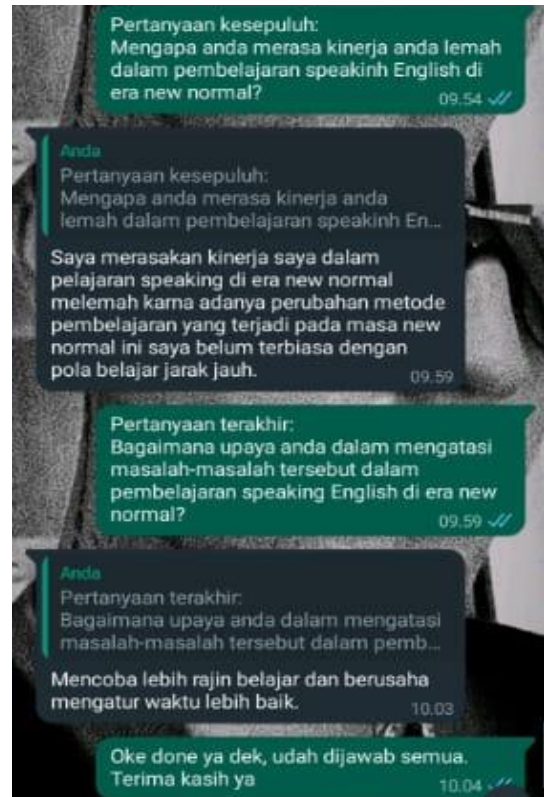 Pertanyaan kesepuluh:
Mengapa anda merasa kinerja anda lemah
dalam pembelajaran speakinh English di
era new normal?
09.54
Anda
Pertanyaan kesepuluh:
Mengapa anda merasa kinerja anda
lemah dalam pembelajaran speakinh En...
Saya merasakan kinerja saya dalam
pelajaran speaking di era new normal
melemah karna adanya perubahan metode
pembelajaran yang terjadi pada masa new
normal ini saya belum terbiasa dengan
pola belajar jarak jauh.
09.59
Pertanyaan terakhir:
Bagaimana upaya anda dalam mengatasi
masalah-masalah tersebut dalam
pembelajaran speaking English di era new
normal?
09.59
Anda
Pertanyaan terakhir:
Bagaimana upaya anda dalam mengatasi
masalah-masalah tersebut dalam pemb...
Mencoba lebih rajin belajar dan berusaha
mengatur waktu lebih baik.
10.03
Oke done ya dek, udah dijawab semua.
Terima kasih ya
10.04